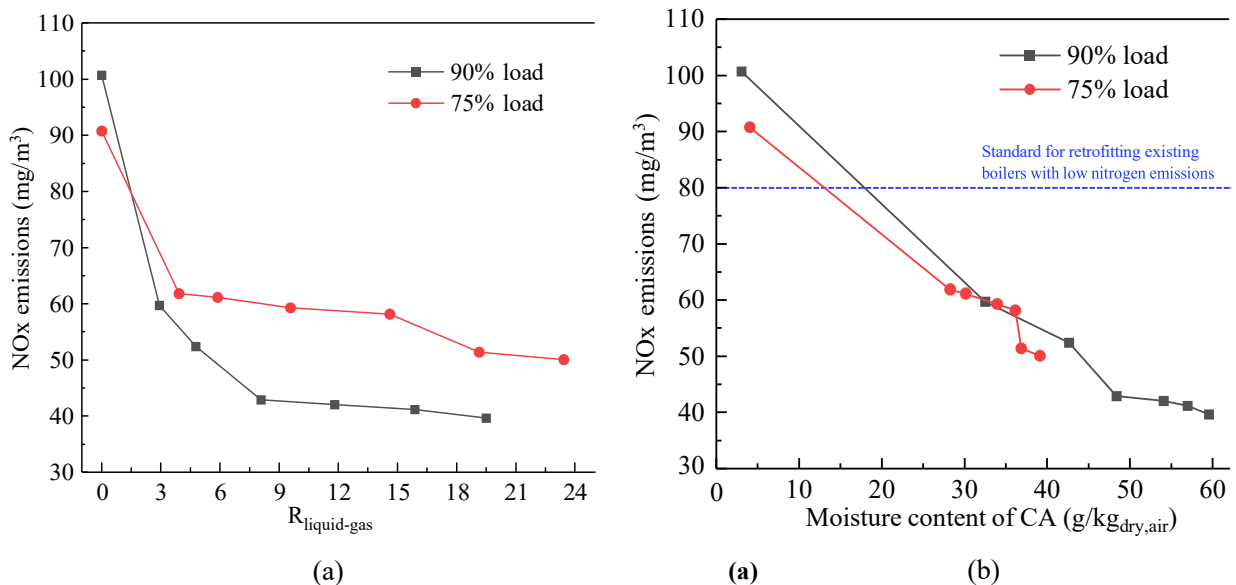 110
100
90
80
70
60
50
40
30
NOx emissions (mg/m³)
90% load
75% load
0 3 6 9 12 15 18 21 24
R_liquid-gas
(a)
110
100
90
80
70
60
50
40
30
NOx emissions (mg/m³)
90% load
75% load
Standard for retrofitting existing
boilers with low nitrogen emissions
0 10 20 30 40 50 60
Moisture content of CA (g/kg_dry,air)
(a) (b)